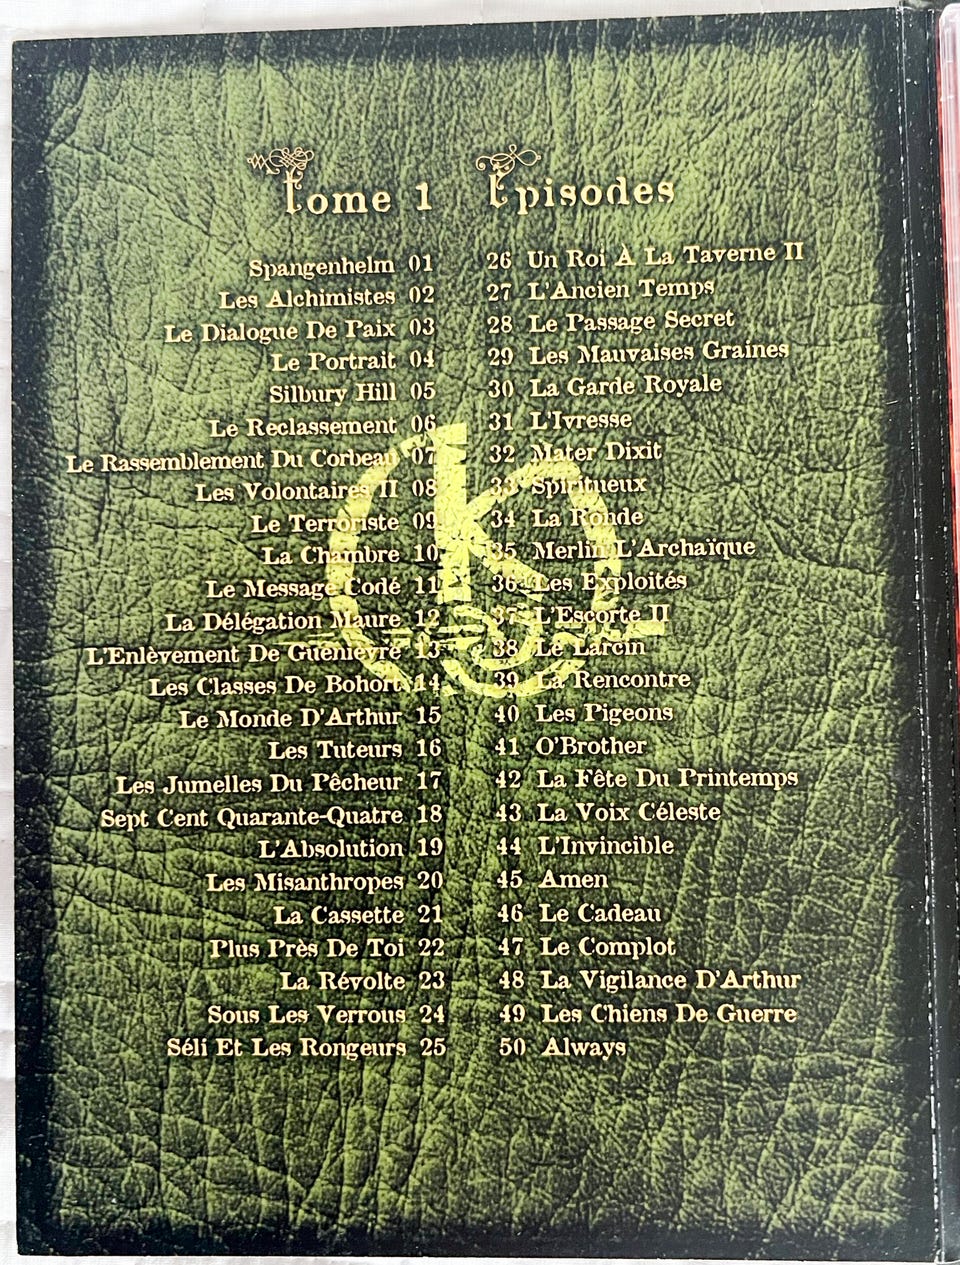 Tome 1 Episodes
Spangenhelm 01
Les Alchimistes 02
Le Dialogue De Paix 03
Le Portrait 04
Silbury Hill 05
Le Reclassement 06
Le Rassemblement Du Corbeau 07
Les Volontaires II 08
Le Terroriste 09
La Chambre 10
Le Message Codé 11
La Délégation Maure 12
L'Enlèvement De Guenièvre 13
Les Classes De Bohort 14
Le Monde D'Arthur 15
Les Tuteurs 16
Les Jumelles Du Pêcheur 17
Sept Cent Quarante-Quatre 18
L'Absolution 19
Les Misanthropes 20
La Cassette 21
Plus Près De Toi 22
La Révolte 23
Sous Les Verrous 24
Séli Et Les Rongeurs 25
26 Un Roi À La Taverne II
27 L'Ancien Temps
28 Le Passage Secret
29 Les Mauvaises Graines
30 La Garde Royale
31 L'Ivresse
32 Mater Dixit
33 Spiritueux
34 La Ronde
35 Merlin L'Archaïque
36 Les Exploités
37 L'Escorte II
38 Le Larcin
39 La Rencontre
40 Les Pigeons
41 O'Brother
42 La Fête Du Printemps
43 La Voix Céleste
44 L'Invincible
45 Amen
46 Le Cadeau
47 Le Complot
48 La Vigilance D'Arthur
49 Les Chiens De Guerre
50 Always